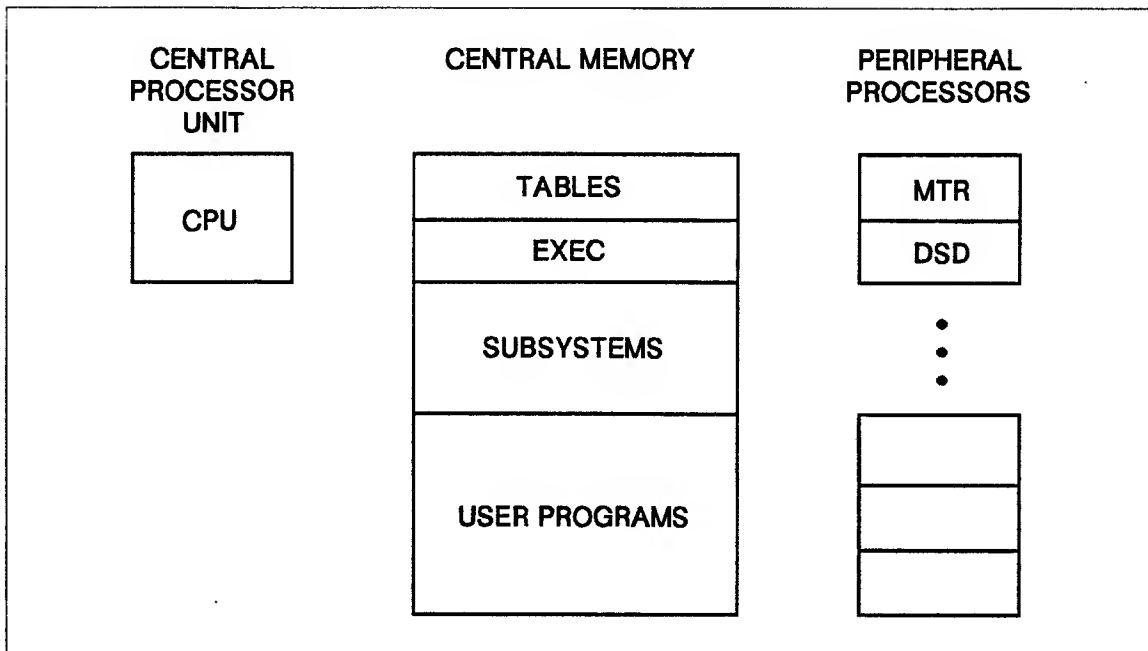 CENTRAL
PROCESSOR
UNIT
CPU
CENTRAL MEMORY
TABLES
EXEC
SUBSYSTEMS
USER PROGRAMS
PERIPHERAL
PROCESSORS
MTR
DSD